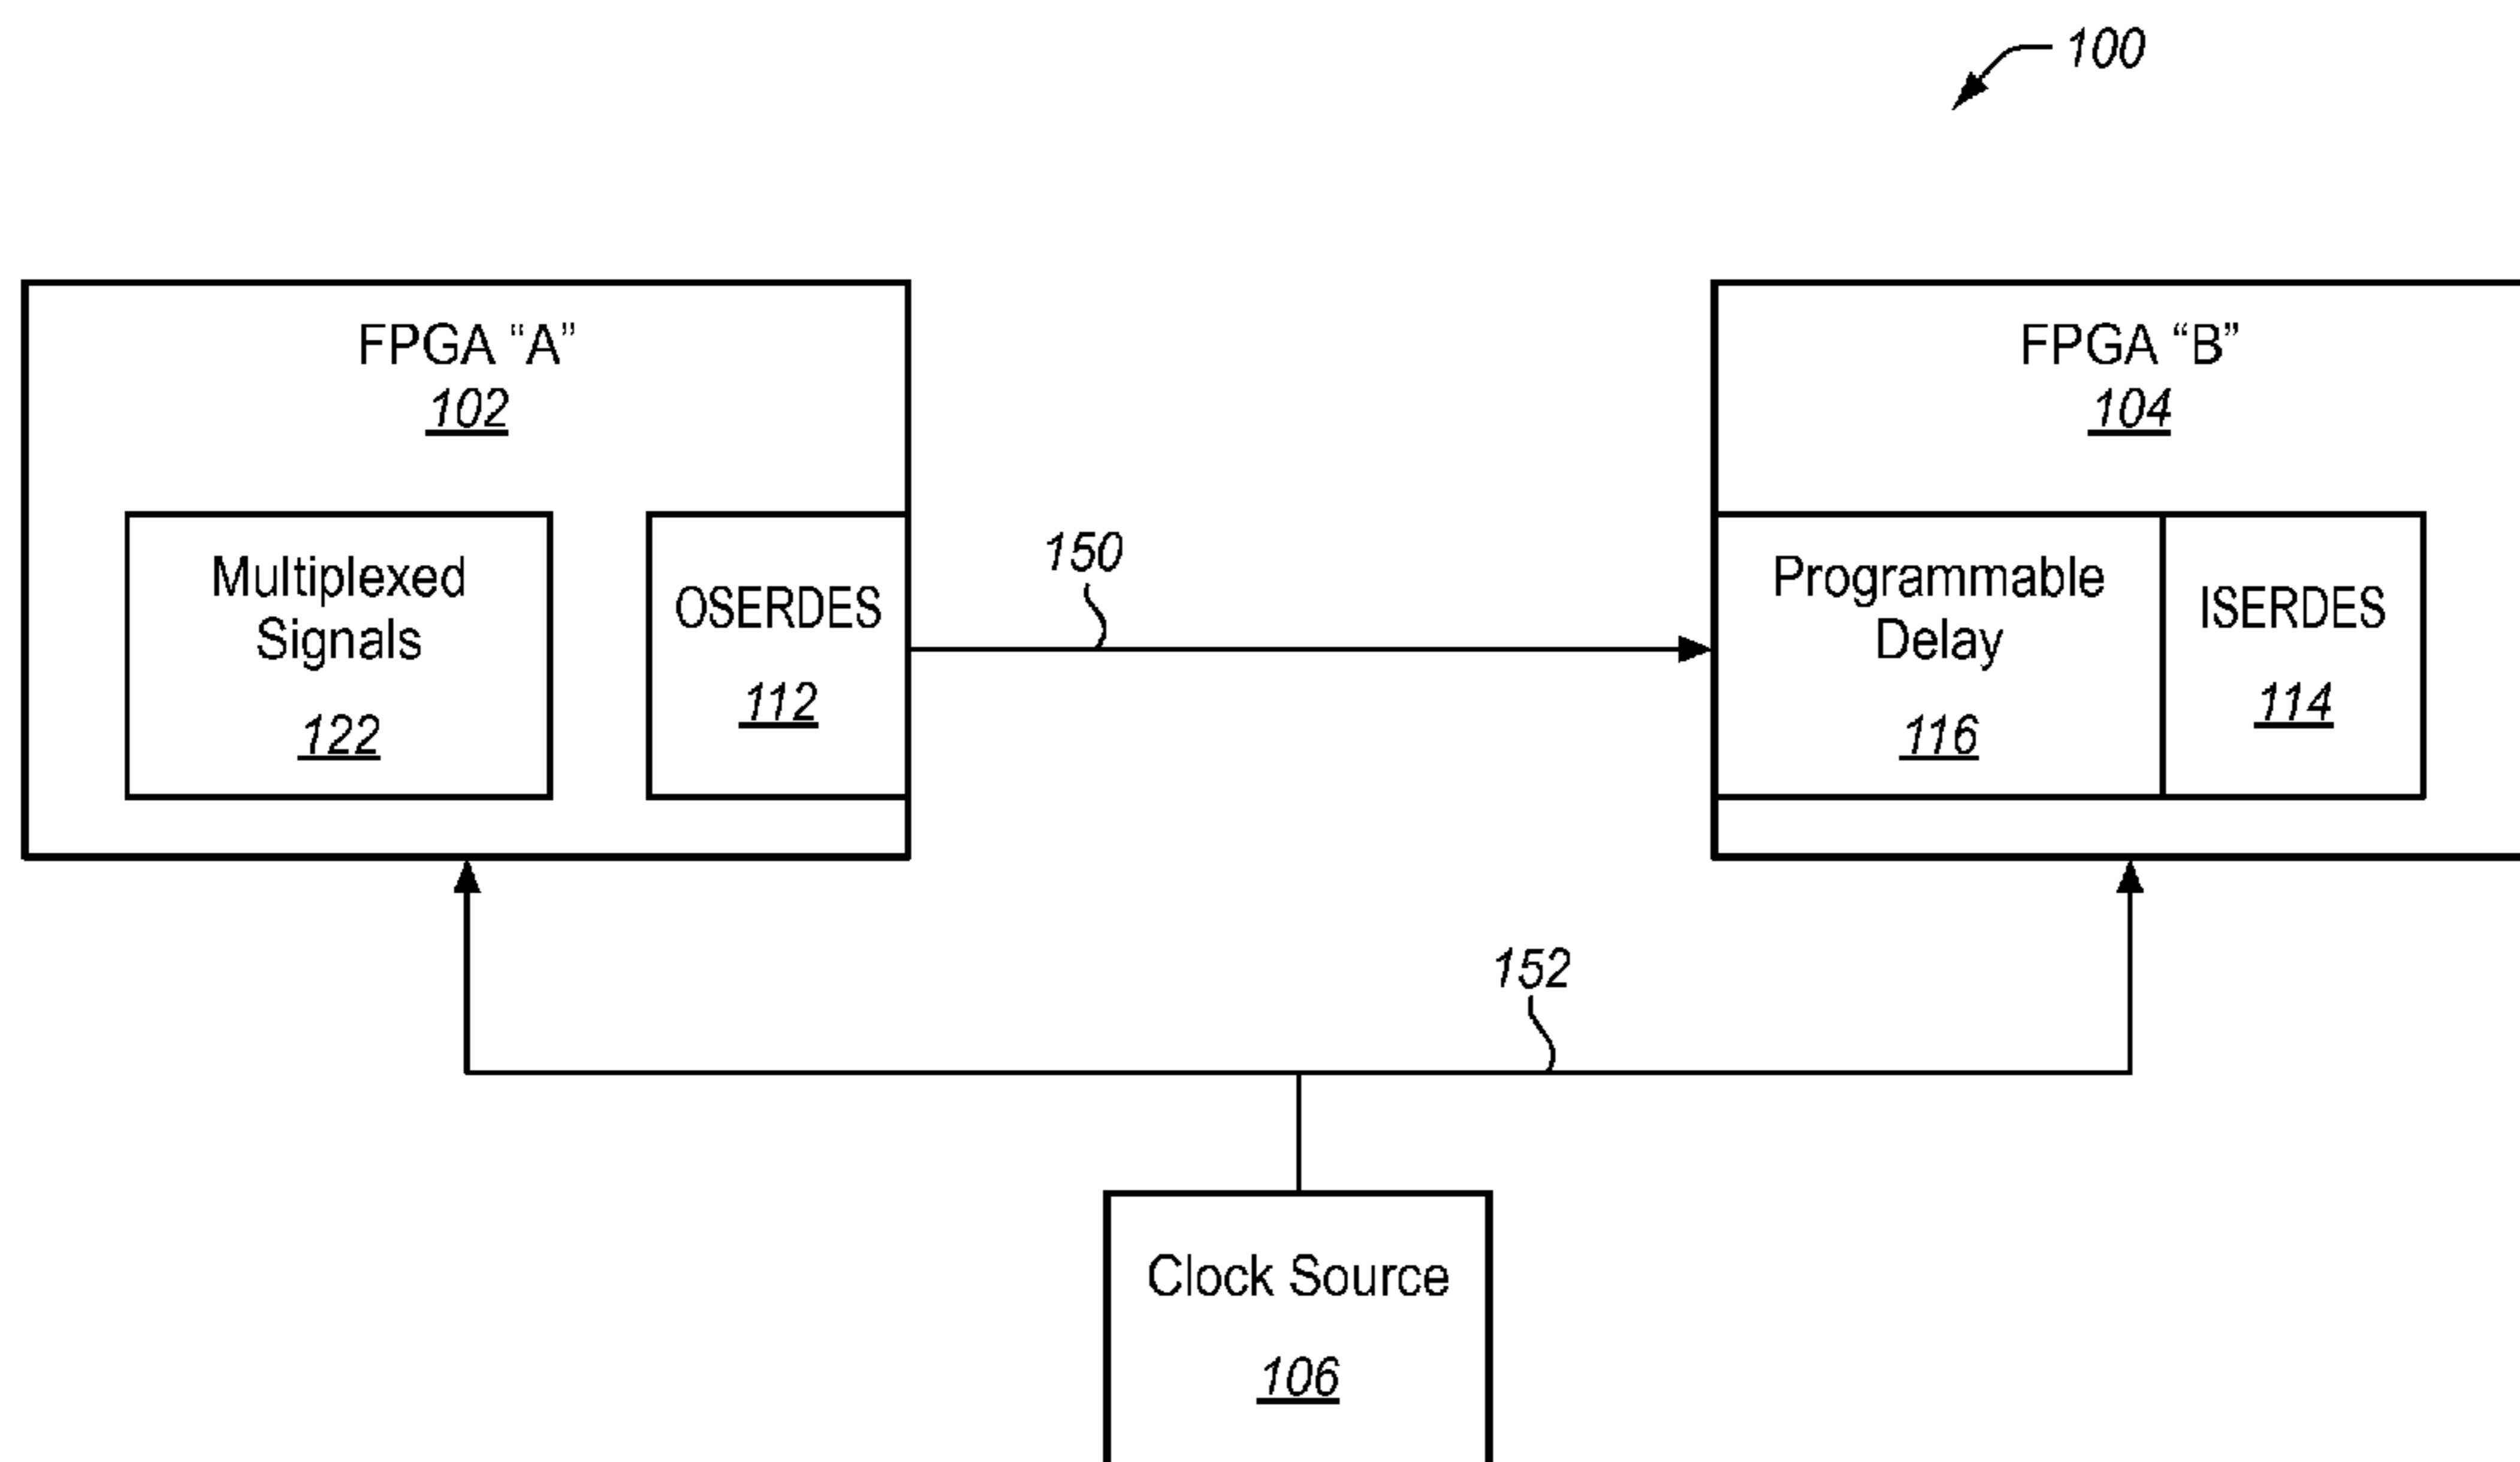 100
FPGA “A”
102
FPGA “B”
104
Multiplexed
Signals
122
OSERDES
112
150
Programmable
Delay
116
ISERDES
114
152
Clock Source
106